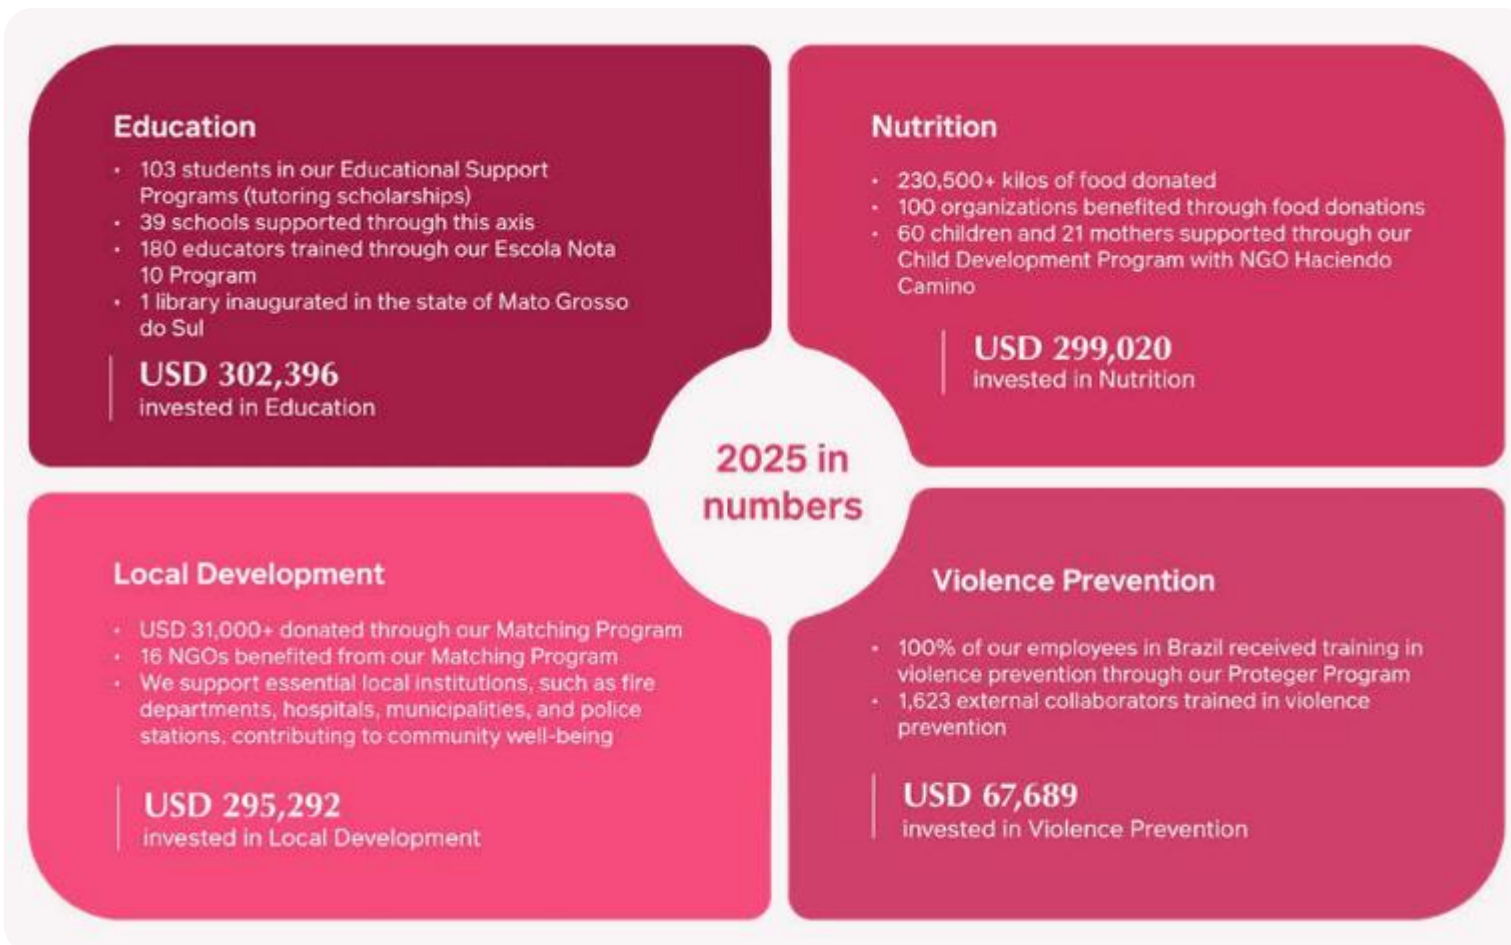 Education
• 103 students in our Educational Support
Programs (tutoring scholarships)
• 39 schools supported through this axis
• 180 educators trained through our Escola Nota
10 Program
• 1 library inaugurated in the state of Mato Grosso
do Sul
USD 302,396
invested in Education
Nutrition
• 230,500+ kilos of food donated
• 100 organizations benefited through food donations
• 60 children and 21 mothers supported through our
Child Development Program with NGO Haciendo
Camino
USD 299,020
invested in Nutrition
2025 in
numbers
Local Development
• USD 31,000+ donated through our Matching Program
• 16 NGOs benefited from our Matching Program
• We support essential local institutions, such as fire
departments, hospitals, municipalities, and police
stations, contributing to community well-being
USD 295,292
invested in Local Development
Violence Prevention
• 100% of our employees in Brazil received training in
violence prevention through our Proteger Program
• 1,623 external collaborators trained in violence
prevention
USD 67,689
invested in Violence Prevention